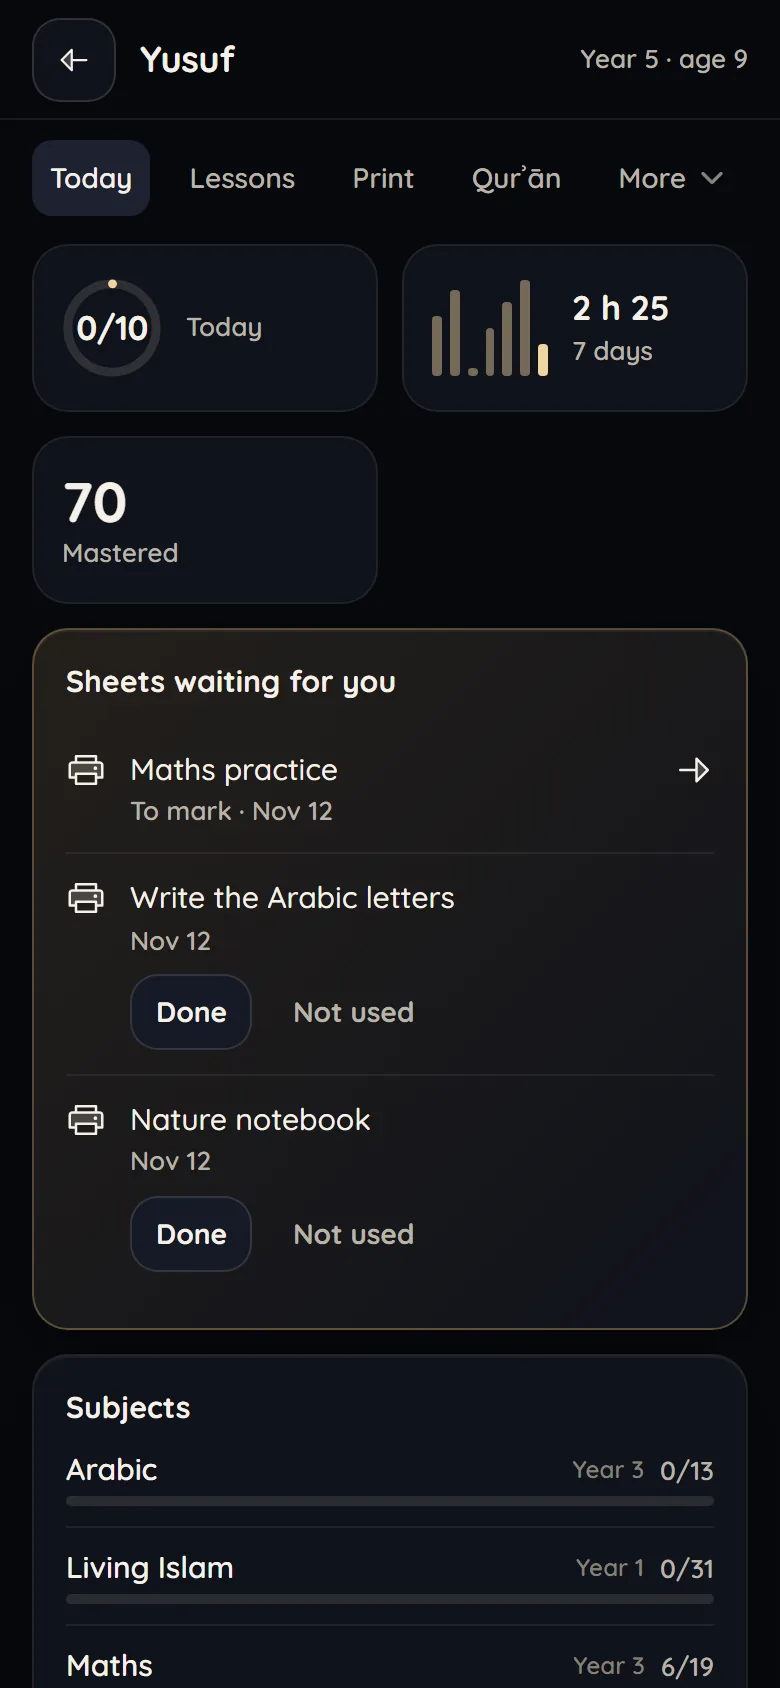 Yusuf
Year 5 · age 9
Today
Lessons
Print
Qurʾān
More
0/10
Today
2 h 25
7 days
70
Mastered
Sheets waiting for you
Maths practice
To mark · Nov 12
Write the Arabic letters
Nov 12
Done
Not used
Nature notebook
Nov 12
Done
Not used
Subjects
Arabic
Year 3 0/13
Living Islam
Year 1 0/31
Maths
Year 3 6/19